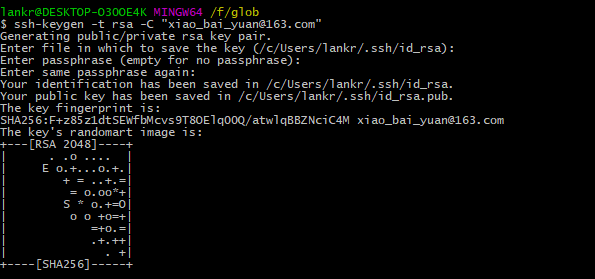 lankr@DESKTOP-O3OOE4K MINGW64 /f/glob
$ ssh-keygen -t rsa -C "xiao_bai_yuan@163.com"
Generating public/private rsa key pair.
Enter file in which to save the key (/c/Users/lankr/.ssh/id_rsa):
Enter passphrase (empty for no passphrase):
Enter same passphrase again:
Your identification has been saved in /c/Users/lankr/.ssh/id_rsa.
Your public key has been saved in /c/Users/lankr/.ssh/id_rsa.pub.
The key fingerprint is:
SHA256:F+z85z1dtSEWfbMcvs9T8OElq0OQ/atwlqBBZNciC4M xiao_bai_yuan@163.com
The key's randomart image is:
+---[RSA 2048]----+
|      . .o ....  |
|     E o.+...o.+.|
|        + = ..+.=|
|         = o.oo*+|
|        S * o.+=O|
|         o o +o=+|
|            =+o.=|
|            .+.++|
|              . +|
+----[SHA256]-----+